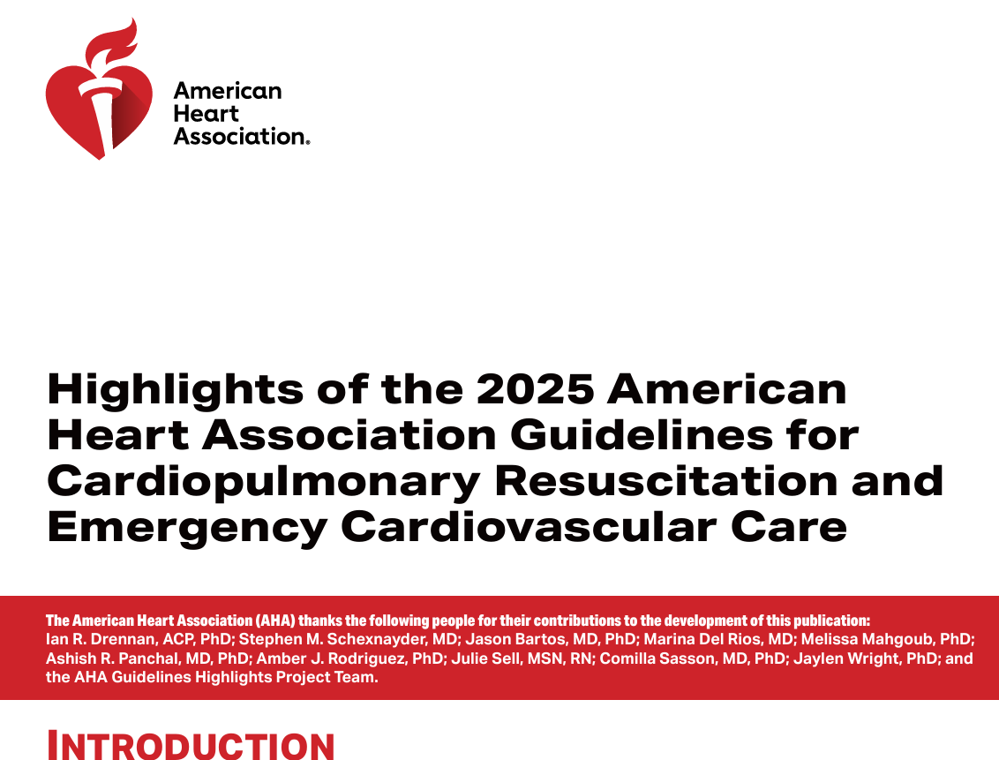 American
Heart
Association®
Highlights of the 2025 American
Heart Association Guidelines for
Cardiopulmonary Resuscitation and
Emergency Cardiovascular Care
The American Heart Association (AHA) thanks the following people for their contributions to the development of this publication:
Ian R. Drennan, ACP, PhD; Stephen M. Schexnayder, MD; Jason Bartos, MD, PhD; Marina Del Rios, MD; Melissa Mahgoub, PhD;
Ashish R. Panchal, MD, PhD; Amber J. Rodriguez, PhD; Julie Sell, MSN, RN; Comilla Sasson, MD, PhD; Jaylen Wright, PhD; and
the AHA Guidelines Highlights Project Team.
INTRODUCTION